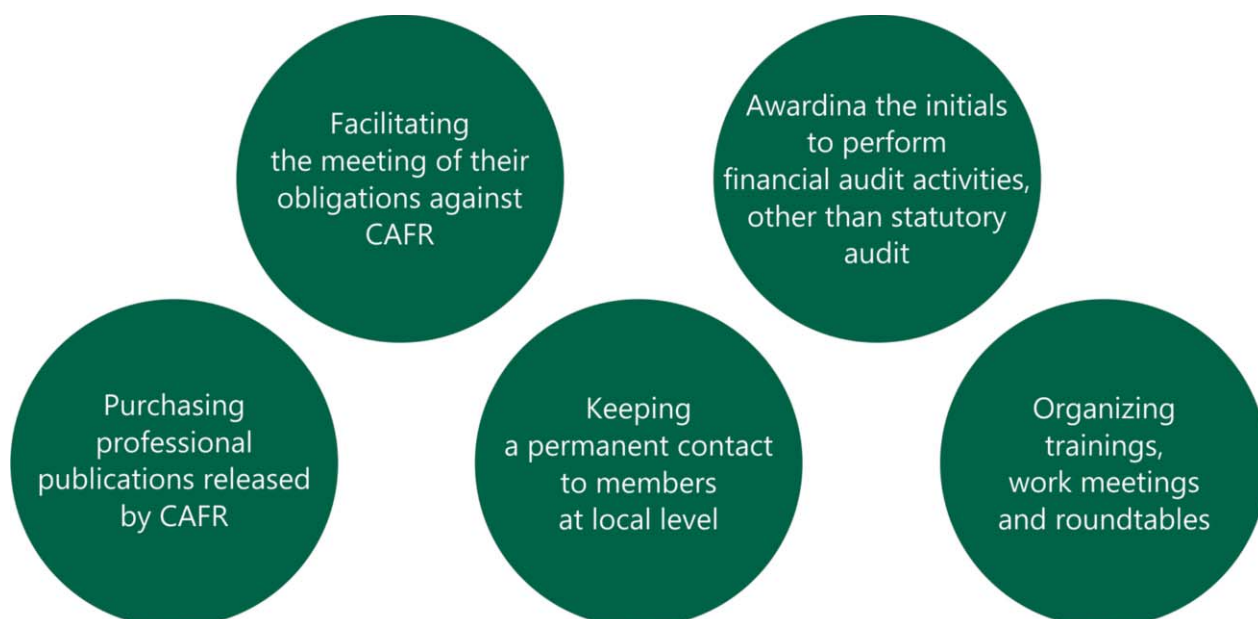 Facilitating
the meeting of their
obligations against
CAFR
Awardina the initials
to perform
financial audit activities,
other than statutory
audit
Purchasing
professional
publications released
by CAFR
Keeping
a permanent contact
to members
at local level
Organizing
trainings,
work meetings
and roundtables